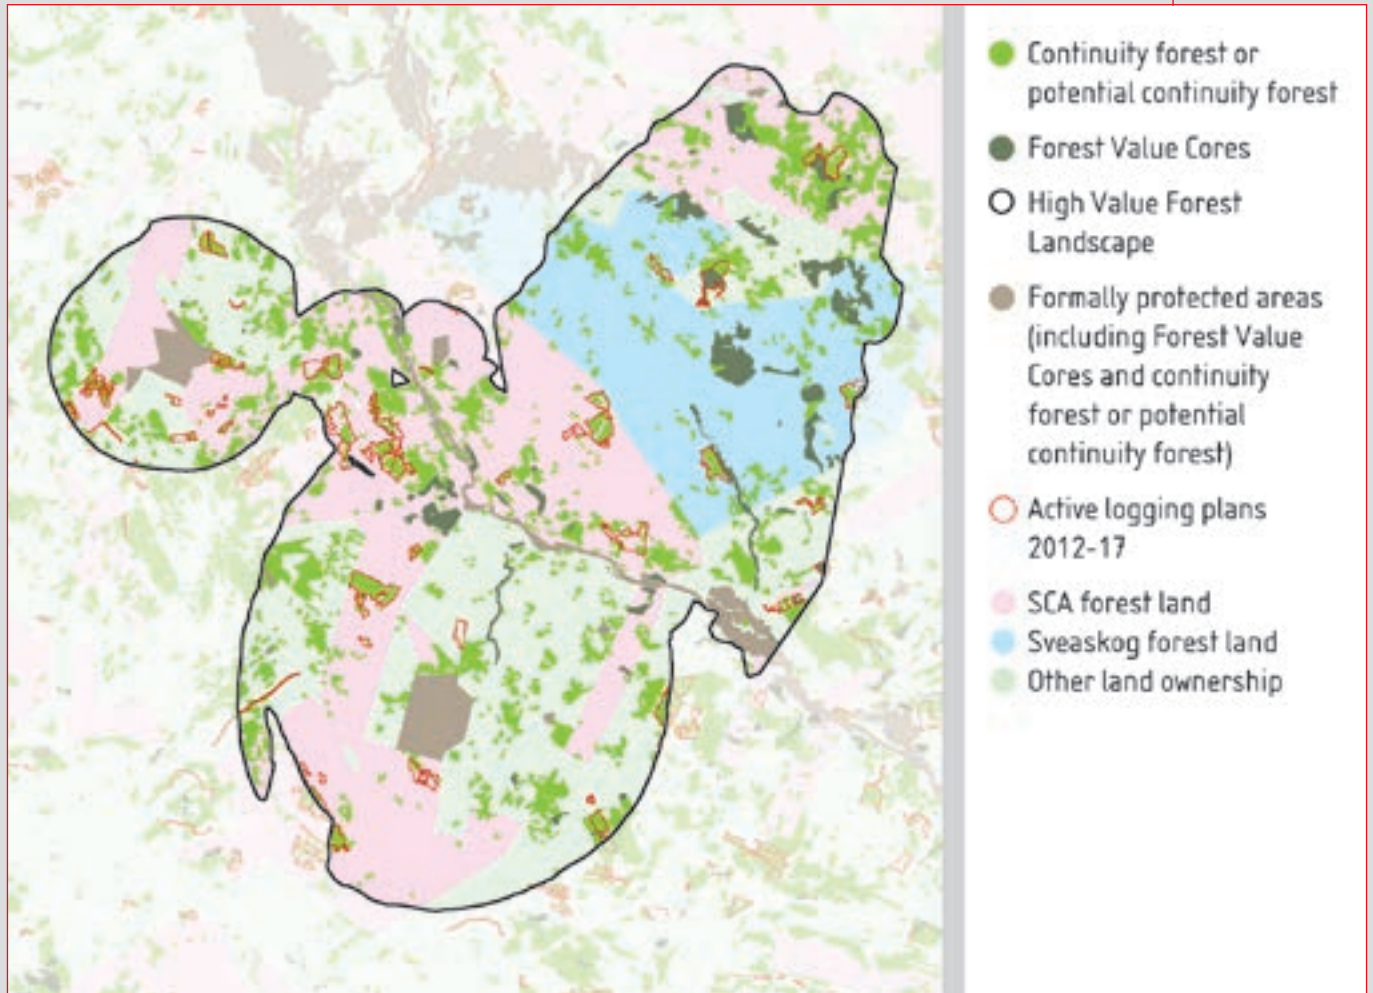 Continuity forest or
potential continuity forest
Forest Value Cores
High Value Forest
Landscape
Formally protected areas
(including Forest Value
Cores and continuity
forest or potential
continuity forest)
Active logging plans
2012-17
SCA forest land
Sveaskog forest land
Other land ownership